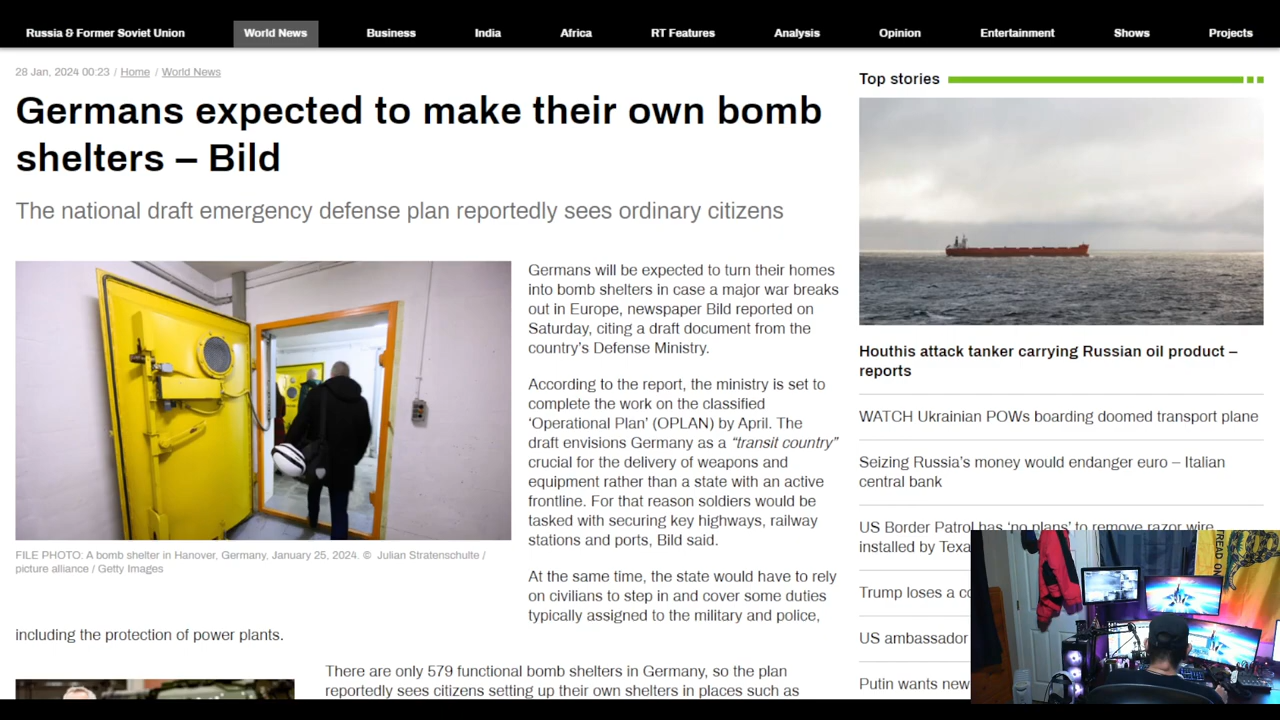 Russia & Former Soviet Union World News Business India Africa RT Features Analysis Opinion Entertainment Shows Projects
28 Jan, 2024 00:23 / Home / World News
Germans expected to make their own bomb
shelters – Bild
The national draft emergency defense plan reportedly sees ordinary citizens
FILE PHOTO: A bomb shelter in Hanover, Germany, January 25, 2024. © Julian Stratenschulte /
picture alliance / Getty Images
Germans will be expected to turn their homes
into bomb shelters in case a major war breaks
out in Europe, newspaper Bild reported on
Saturday, citing a draft document from the
country's Defense Ministry.
According to the report, the ministry is set to
complete the work on the classified
‘Operational Plan’ (OPLAN) by April. The
draft envisions Germany as a “transit country”
crucial for the delivery of weapons and
equipment rather than a state with an active
frontline. For that reason soldiers would be
tasked with securing key highways, railway
stations and ports, Bild said.
At the same time, the state would have to rely
on civilians to step in and cover some duties
typically assigned to the military and police,
including the protection of power plants.
There are only 579 functional bomb shelters in Germany, so the plan
reportedly sees citizens setting up their own shelters in places such as
Top stories
Houthis attack tanker carrying Russian oil product –
reports
WATCH Ukrainian POWs boarding doomed transport plane
Seizing Russia's money would endanger euro – Italian
central bank
US Border Patrol has ‘no plans’ to remove razor wire
installed by Texa
Trump loses a co
US ambassador
Putin wants new
READ ON